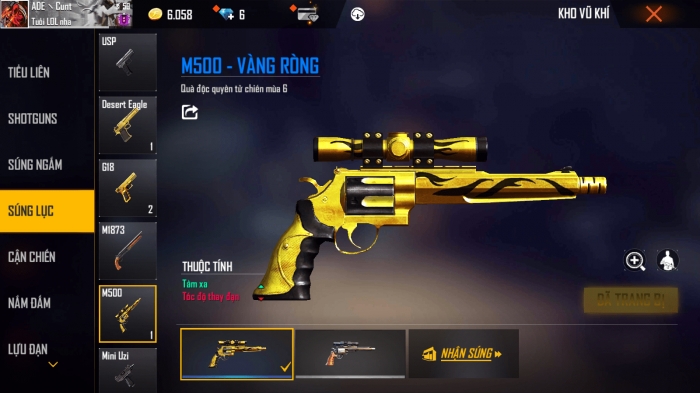 ADE ︵ Cunt
Tuổi LOL nha
6.058
6
KHO VŨ KHÍ
TIỂU LIÊN
SHOTGUNS
SÚNG NGẮM
SÚNG LỤC
CẬN CHIẾN
NẮM ĐẤM
LỰU ĐẠN
USP
Desert Eagle
1
G18
2
M1873
M500
1
Mini Uzi
M500 - VÀNG RÒNG
Quà độc quyền từ chiến mùa 6
THUỘC TÍNH
Tầm xa
Tốc độ thay đạn
ĐÃ TRANG BỊ
NHẬN SÚNG